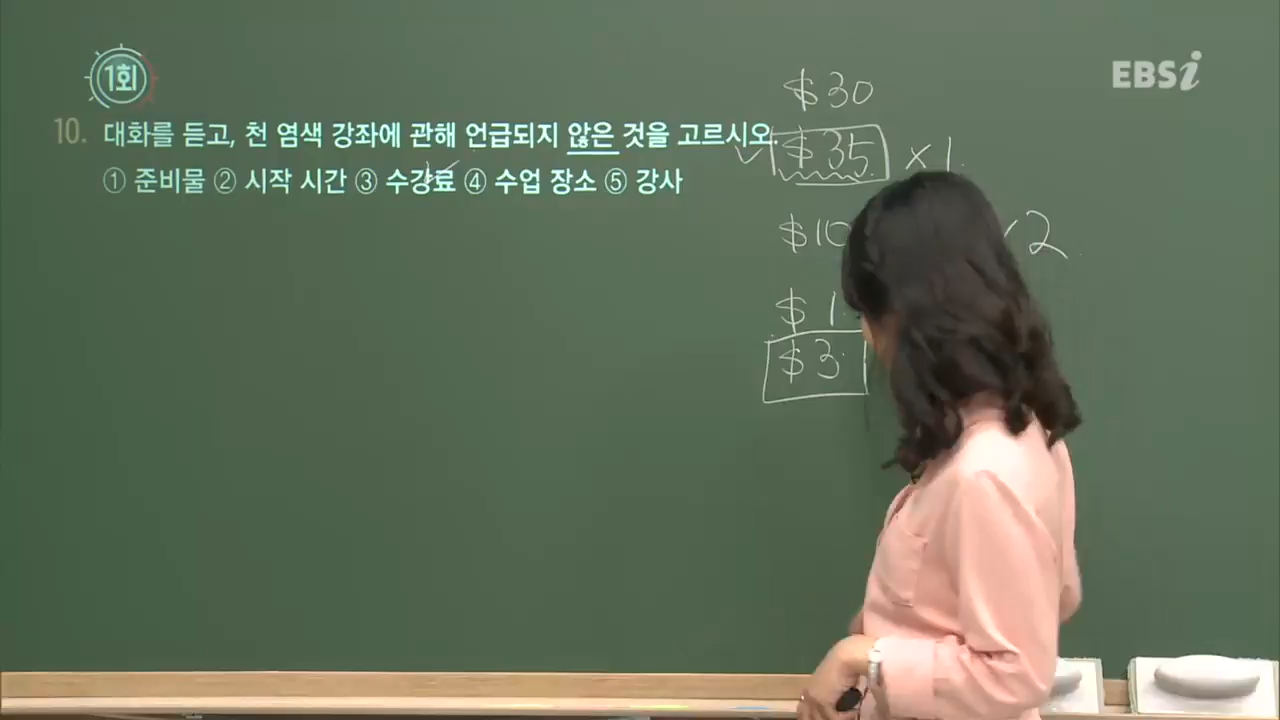 1회
EBSi
10. 대화를 듣고, 천 염색 강좌에 관해 언급되지 않은 것을 고르시오.
① 준비물 ② 시작 시간 ③ 수강료 ④ 수업 장소 ⑤ 강사
$30
$35 × 1
$10 2
$1
$3